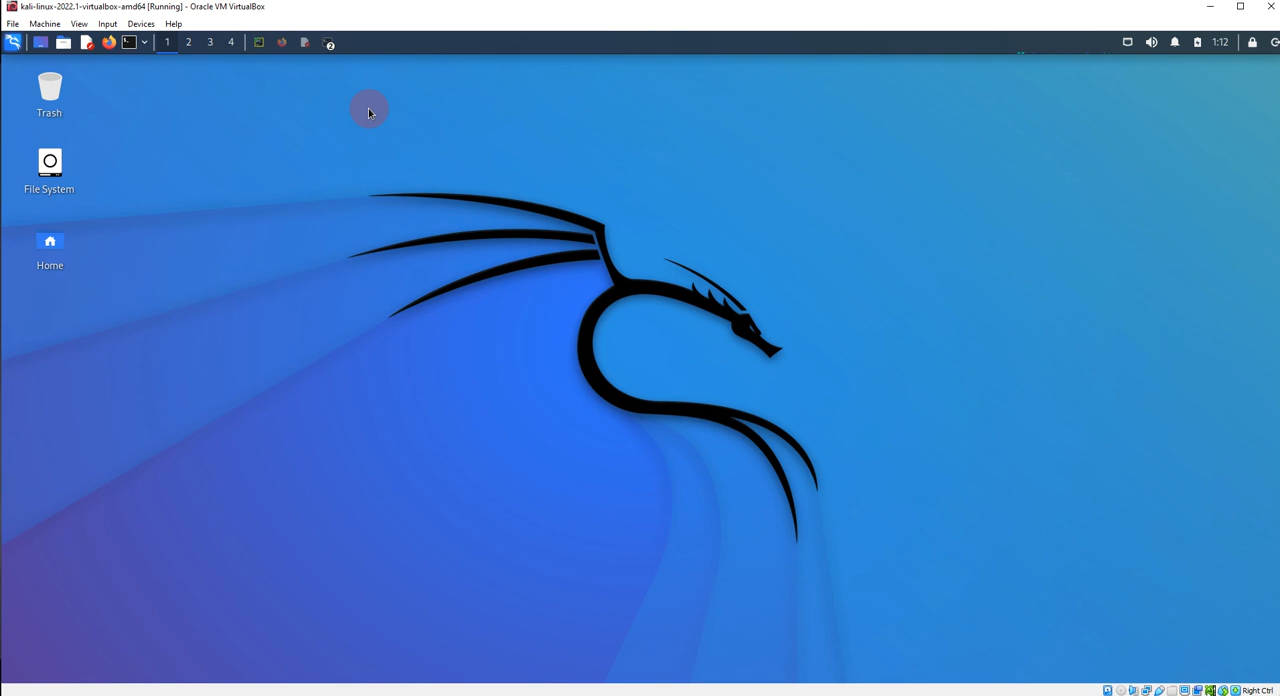 kali-linux-2022.1-virtualbox-amd64 [Running] - Oracle VM VirtualBox
File Machine View Input Devices Help
1 2 3 4 2 1:12
Trash
File System
Home
Right Ctrl